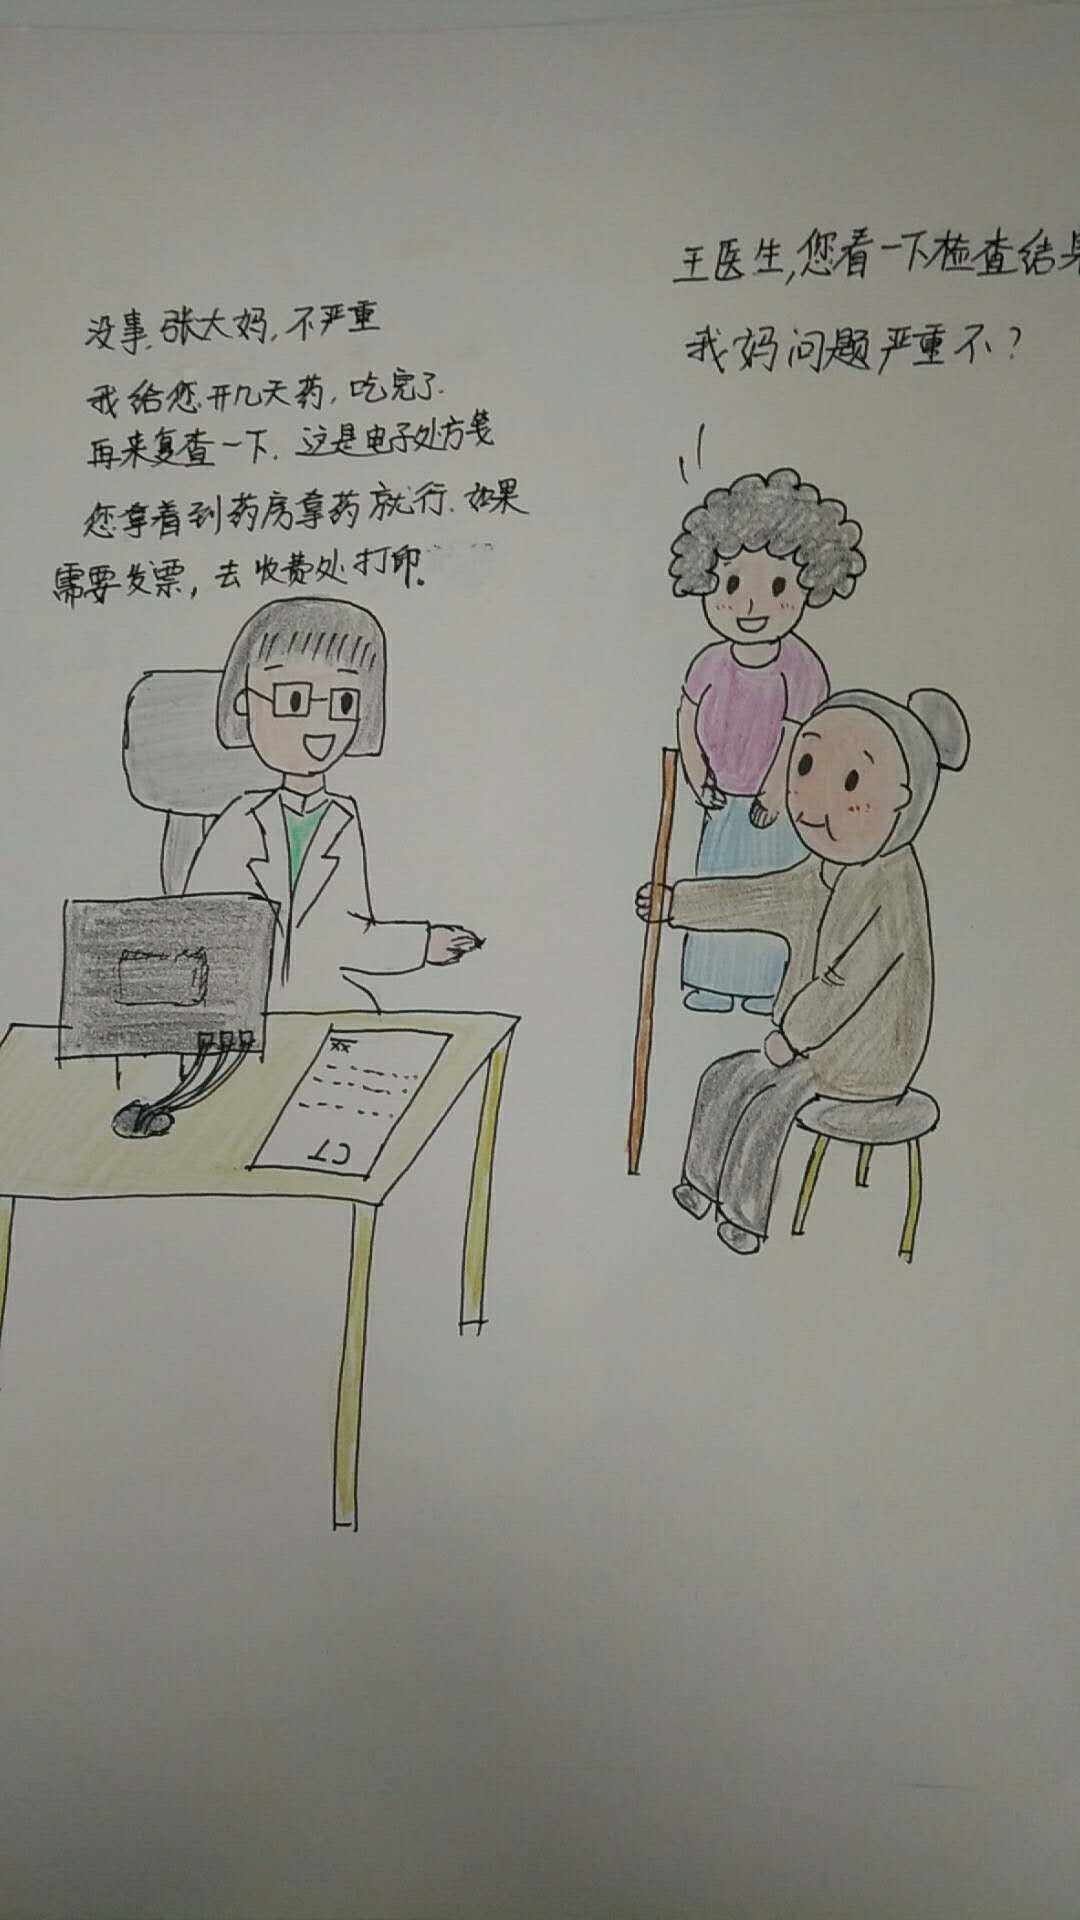 王医生,您看一下检查结果
我妈问题严重不?
没事,张大妈,不严重
我给您开几天药,吃完了
再来复查一下.这是电子处方笺
您拿着到药房拿药就行.如果
需要发票,去收费处打印。
XX
CT